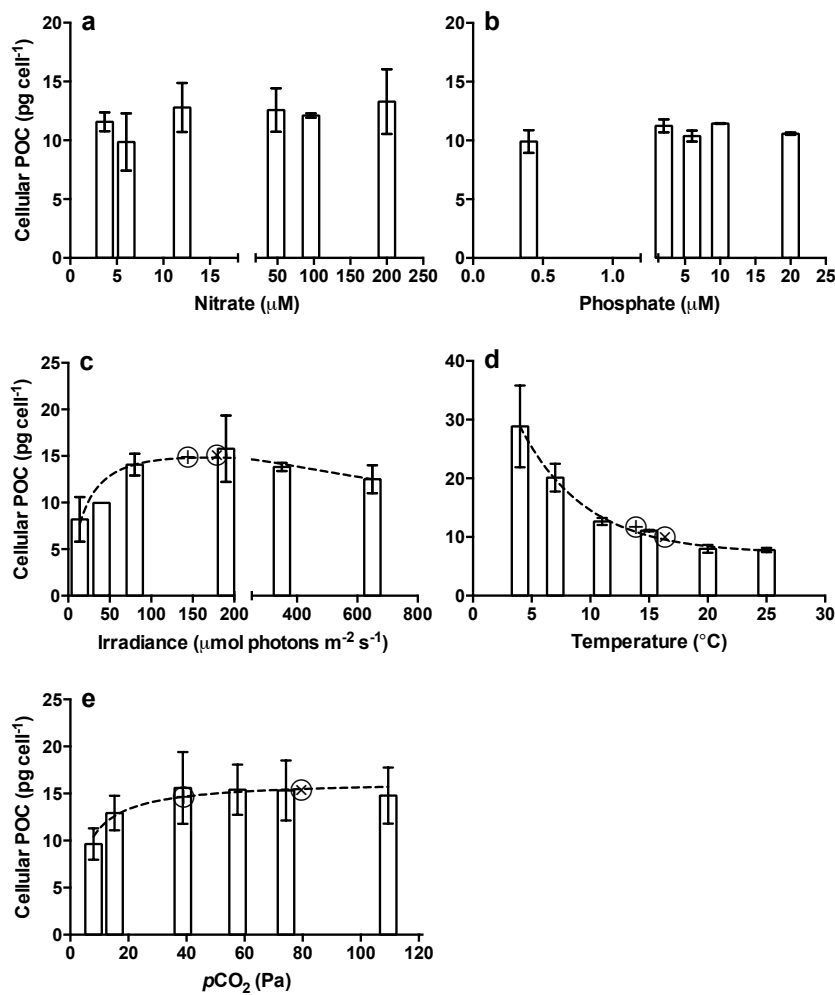 a
b
20
15
10
5
0
Cellular POC (pg cell-1)
0 5 10 15 50 100 150 200 250
Nitrate (μM)
20
15
10
5
0
0.0 0.5 1.0 5 10 15 20 25
Phosphate (μM)
c
d
25
20
15
10
5
0
Cellular POC (pg cell-1)
0 50 100 150 200 400 600 800
Irradiance (μmol photons m-2 s-1)
40
30
20
10
0
0 5 10 15 20 25 30
Temperature (°C)
e
25
20
15
10
5
0
Cellular POC (pg cell-1)
0 20 40 60 80 100 120
pCO2 (Pa)